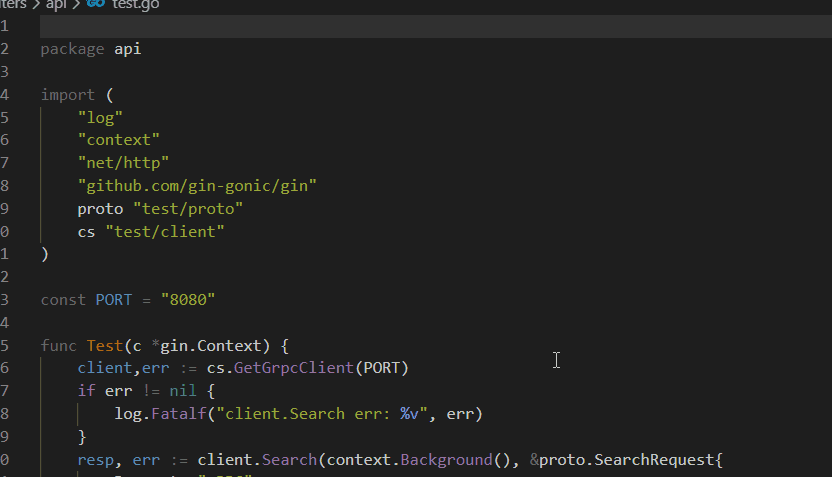 iters > api > GO test.go
1
2 package api
3
4 import (
5 "log"
6 "context"
7 "net/http"
8 "github.com/gin-gonic/gin"
9 proto "test/proto"
0 cs "test/client"
1 )
2
3 const PORT = "8080"
4
5 func Test(c *gin.Context) {
6 client,err := cs.GetGrpcClient(PORT)
7 if err != nil {
8 log.Fatalf("client.Search err: %v", err)
9 }
0 resp, err := client.Search(context.Background(), &proto.SearchRequest{